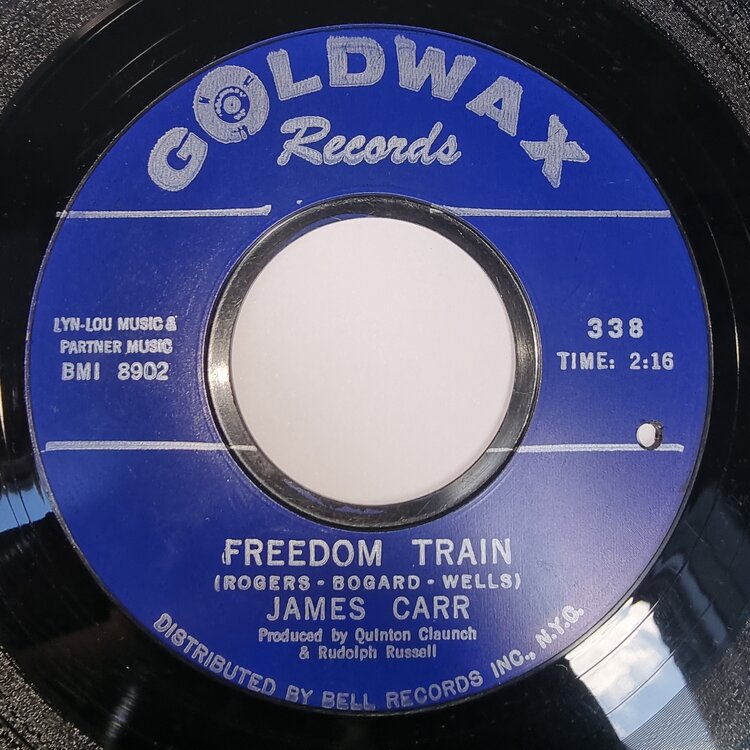 GOLDWAX
Records
LYN-LOU MUSIC &
PARTNER MUSIC
BMI 8902
338
TIME: 2:16
FREEDOM TRAIN
(ROGERS - BOGARD - WELLS)
JAMES CARR
Produced by Quinton Claunch
& Rudolph Russell
DISTRIBUTED BY BELL RECORDS INC., N.Y.C.